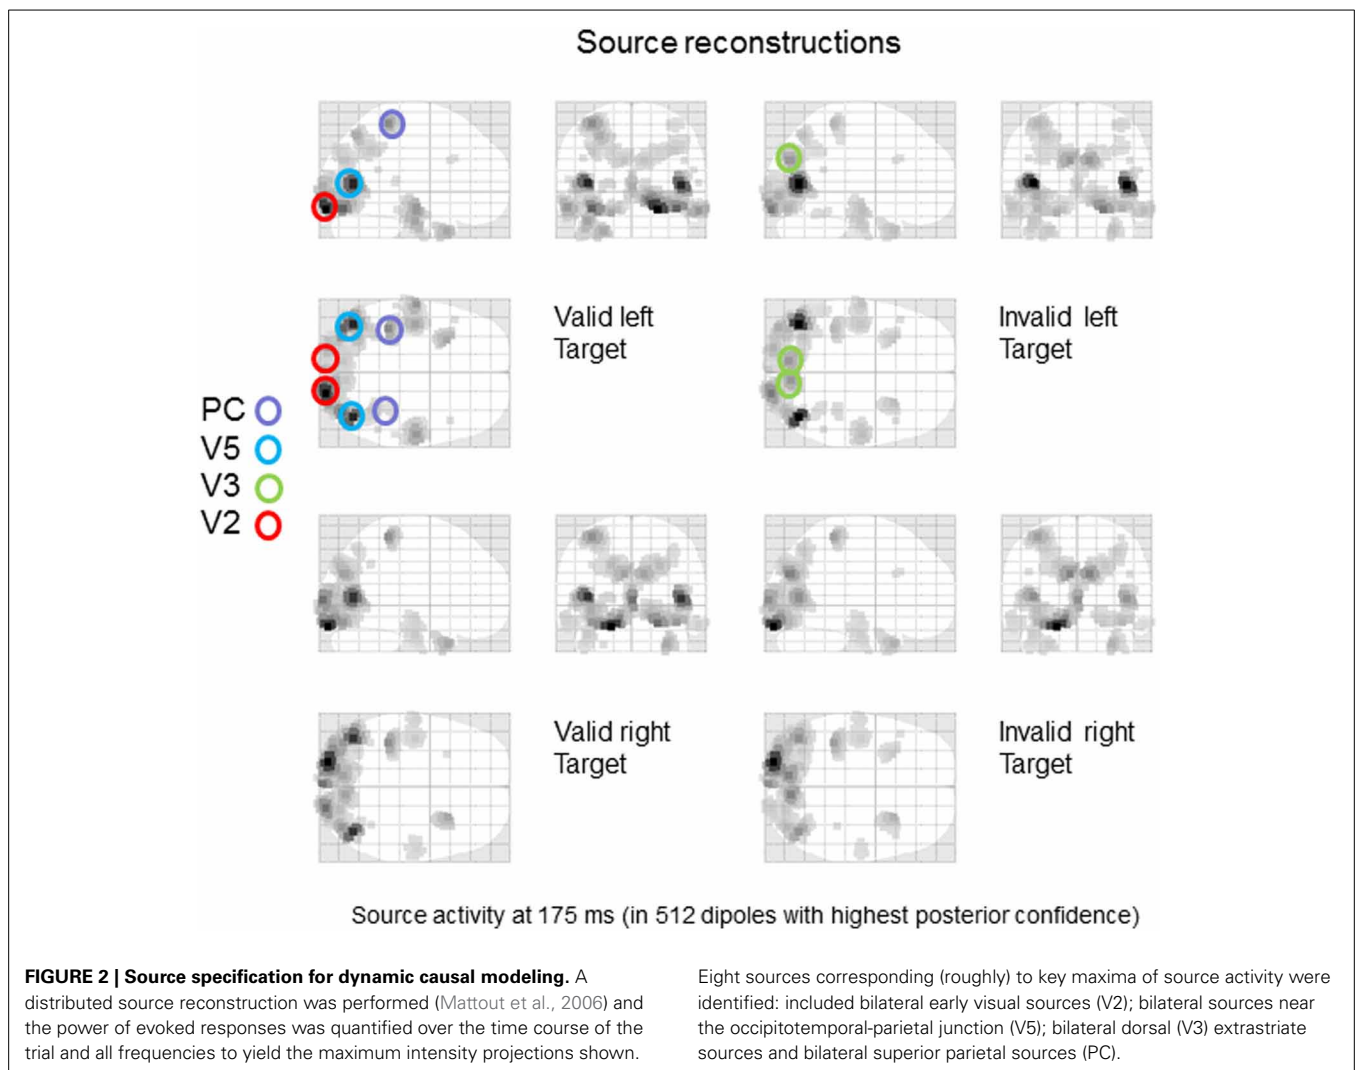 Source reconstructions
Valid left
Target
Invalid left
Target
PC
V5
V3
V2
Valid right
Target
Invalid right
Target
Source activity at 175 ms (in 512 dipoles with highest posterior confidence)
FIGURE 2 | Source specification for dynamic causal modeling. A
distributed source reconstruction was performed (Mattout et al., 2006) and
the power of evoked responses was quantified over the time course of the
trial and all frequencies to yield the maximum intensity projections shown.
Eight sources corresponding (roughly) to key maxima of source activity were
identified: included bilateral early visual sources (V2); bilateral sources near
the occipitotemporal-parietal junction (V5); bilateral dorsal (V3) extrastriate
sources and bilateral superior parietal sources (PC).